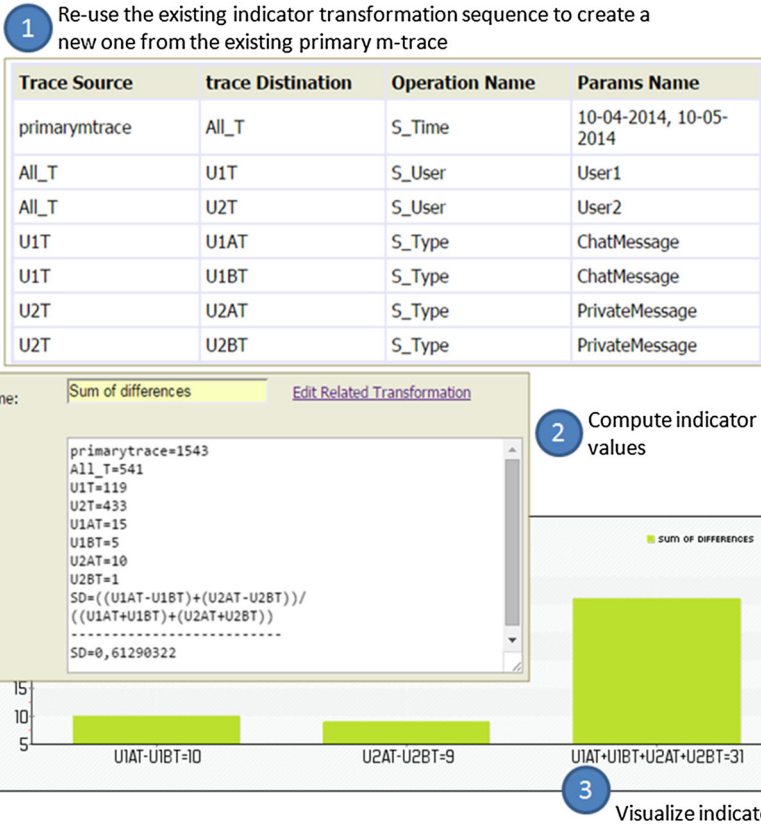 1
Re-use the existing indicator transformation sequence to create a
new one from the existing primary m-trace
Trace Source trace Distination Operation Name Params Name
primarymtrace All_T S_Time 10-04-2014, 10-05-
2014
All_T U1T S_User User1
All_T U2T S_User User2
U1T U1AT S_Type ChatMessage
U1T U1BT S_Type ChatMessage
U2T U2AT S_Type PrivateMessage
U2T U2BT S_Type PrivateMessage
me: Sum of differences Edit Related Transformation
primarytrace=1543
All_T=541
U1T=119
U2T=433
U1AT=15
U1BT=5
U2AT=10
U2BT=1
SD=((U1AT-U1BT)+(U2AT-U2BT))/
((U1AT+U1BT)+(U2AT+U2BT))
--------------------------
SD=0,61290322
2
Compute indicator
values
SUM OF DIFFERENCES
15
10
5
U1AT-U1BT=10 U2AT-U2BT=9 U1AT+U1BT+U2AT+U2BT=31
3
Visualize indicato